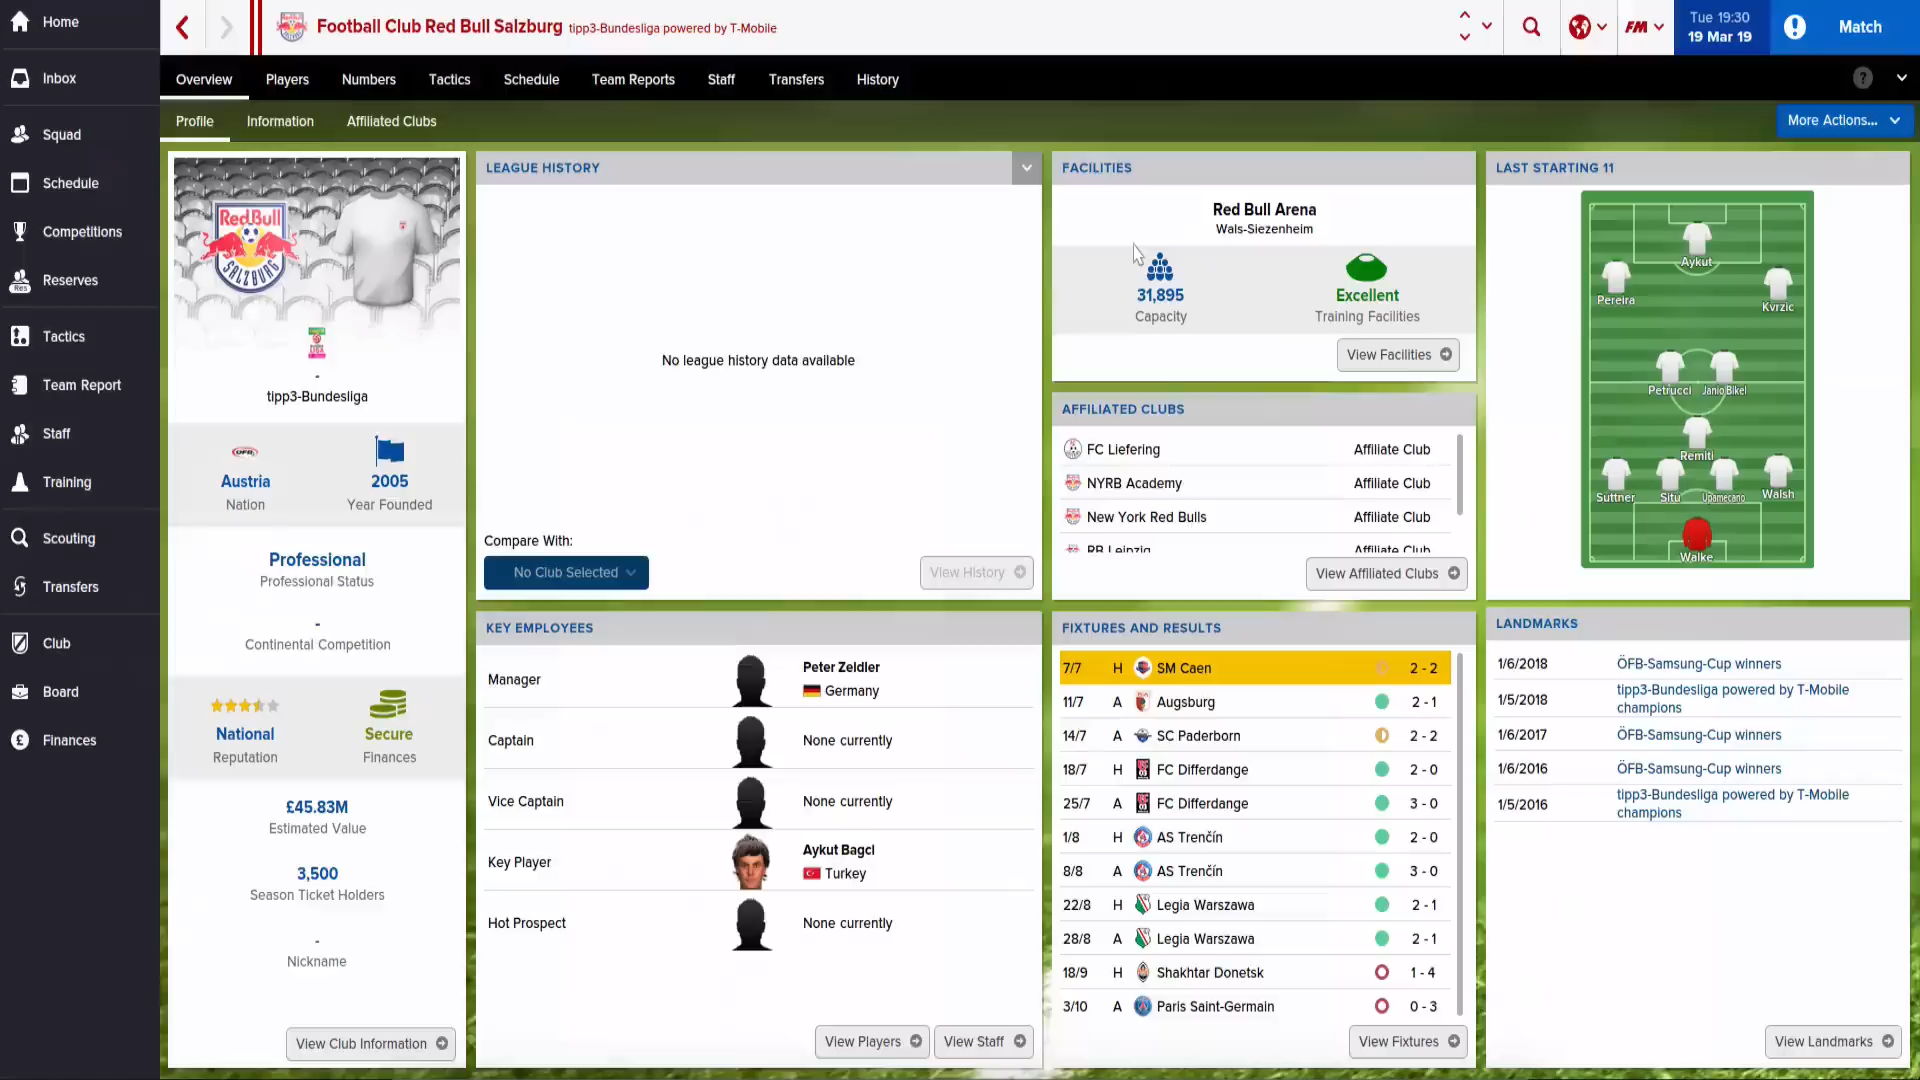 Home
Inbox
Squad
Schedule
Competitions
Reserves
Tactics
Team Report
Staff
Training
Scouting
Transfers
Club
Board
Finances
Football Club Red Bull Salzburg tipp3-Bundesliga powered by T-Mobile
FM
Tue 19:30
19 Mar 19
Match
Overview Players Numbers Tactics Schedule Team Reports Staff Transfers History
Profile Information Affiliated Clubs
More Actions...
Red Bull
SALZBURG
-
tipp3-Bundesliga
Austria
Nation
2005
Year Founded
Professional
Professional Status
-
Continental Competition
National
Reputation
Secure
Finances
£45.83M
Estimated Value
3,500
Season Ticket Holders
-
Nickname
View Club Information
LEAGUE HISTORY
No league history data available
Compare With:
No Club Selected
View History
KEY EMPLOYEES
Manager
Peter Zeidler
Germany
Captain
None currently
Vice Captain
None currently
Key Player
Aykut Bagci
Turkey
Hot Prospect
None currently
View Players
View Staff
FACILITIES
Red Bull Arena
Wals-Siezenheim
31,895
Capacity
Excellent
Training Facilities
View Facilities
AFFILIATED CLUBS
FC Liefering Affiliate Club
NYRB Academy Affiliate Club
New York Red Bulls Affiliate Club
RB Leipzig Affiliate Club
View Affiliated Clubs
FIXTURES AND RESULTS
7/7 H SM Caen 2 - 2
11/7 A Augsburg 2 - 1
14/7 A SC Paderborn 2 - 2
18/7 H FC Differdange 2 - 0
25/7 A FC Differdange 3 - 0
1/8 H AS Trenčín 2 - 0
8/8 A AS Trenčín 3 - 0
22/8 H Legia Warszawa 2 - 1
28/8 A Legia Warszawa 2 - 1
18/9 H Shakhtar Donetsk 1 - 4
3/10 A Paris Saint-Germain 0 - 3
View Fixtures
LAST STARTING 11
Aykut
Pereira
Kvrzic
Petrucci
Janio Bikel
Remiti
Suttner
Situ
Upamecano
Walsh
Walke
LANDMARKS
1/6/2018 ÖFB-Samsung-Cup winners
1/5/2018 tipp3-Bundesliga powered by T-Mobile
champions
1/6/2017 ÖFB-Samsung-Cup winners
1/6/2016 ÖFB-Samsung-Cup winners
1/5/2016 tipp3-Bundesliga powered by T-Mobile
champions
View Landmarks